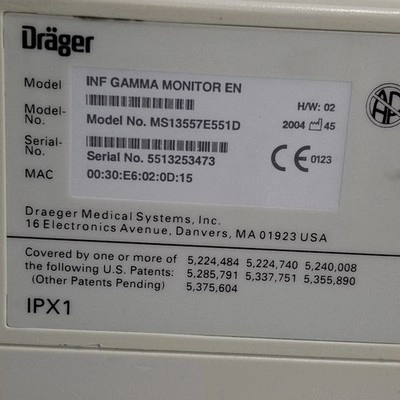 Dräger
Model INF GAMMA MONITOR EN
H/W: 02
Model-No. Model No. MS13557E551D 2004 45
Serial-No. Serial No. 5513253473 CE 0123
MAC 00:30:E6:02:0D:15
Draeger Medical Systems, Inc.
16 Electronics Avenue, Danvers, MA 01923 USA
Covered by one or more of 5,224,484 5,224,740 5,240,008
the following U.S. Patents: 5,285,791 5,337,751 5,355,890
(Other Patents Pending) 5,375,604
IPX1